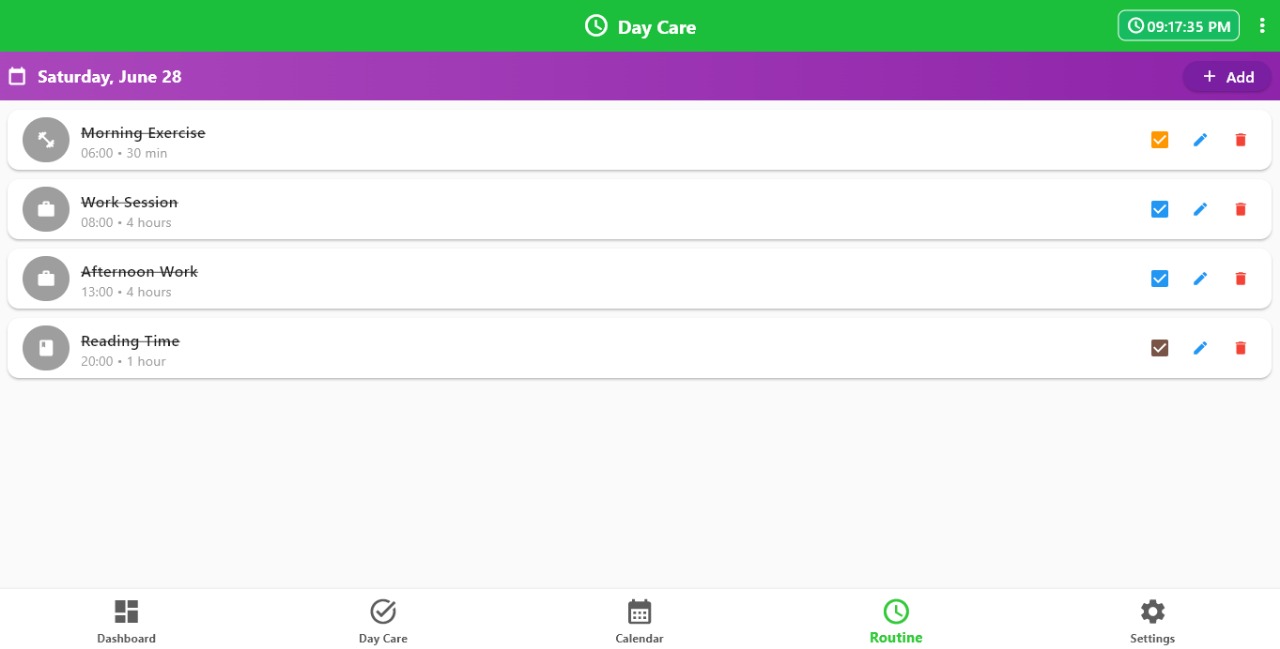 Day Care
09:17:35 PM
Saturday, June 28
+ Add
Morning Exercise
06:00 • 30 min
Work Session
08:00 • 4 hours
Afternoon Work
13:00 • 4 hours
Reading Time
20:00 • 1 hour
Dashboard
Day Care
Calendar
Routine
Settings